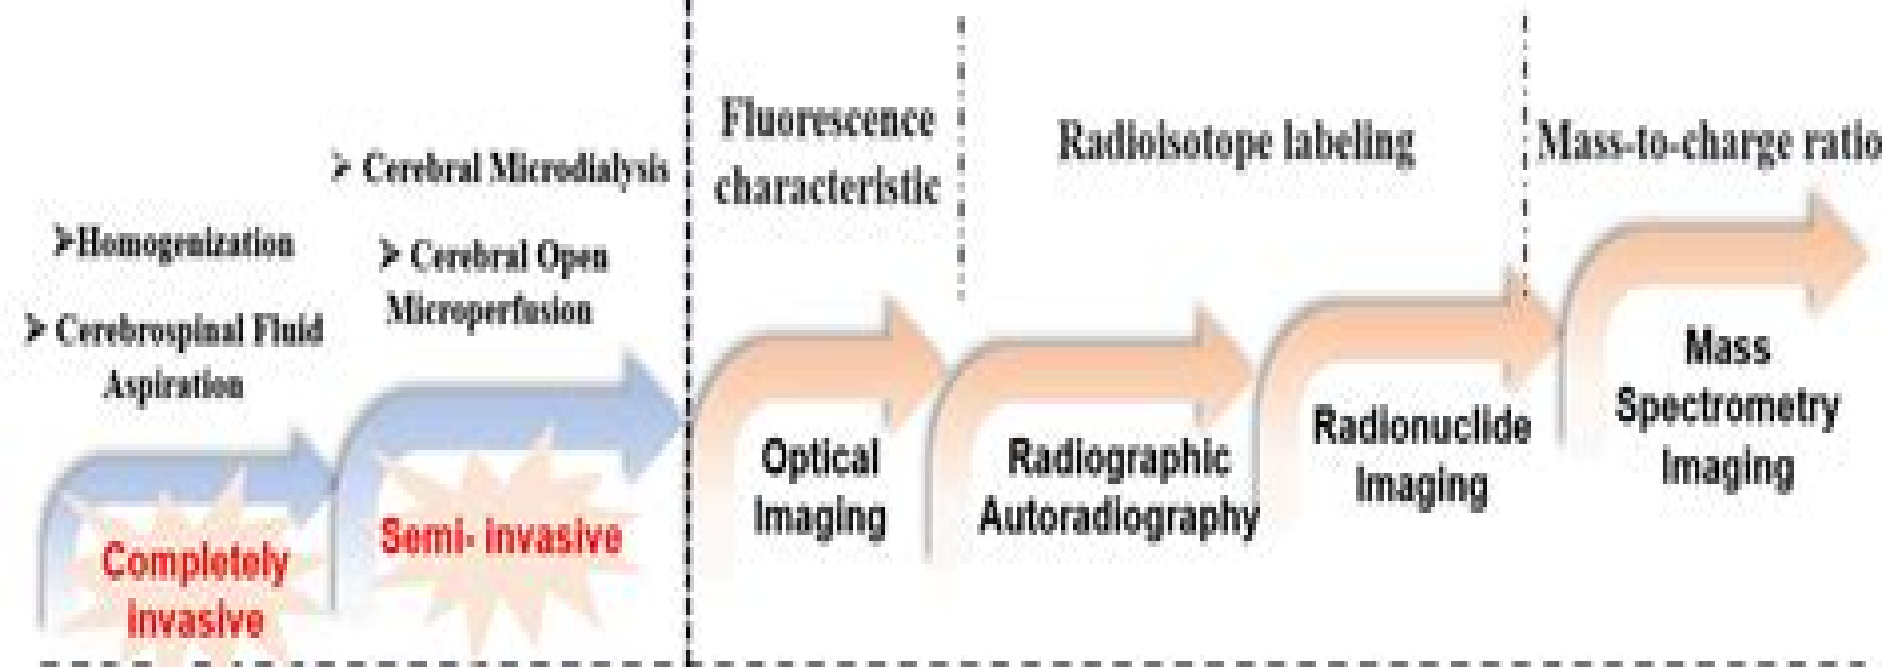 ➢Homogenization
➢ Cerebrospinal Fluid
Aspiration
Completely
invasive
➢ Cerebral Microdialysis
➢ Cerebral Open
Microperfusion
Semi- invasive
Fluorescence
characteristic
Optical
Imaging
Radioisotope labeling
Radiographic
Autoradiography
Radionuclide
Imaging
Mass-to-charge ratio
Mass
Spectrometry
Imaging